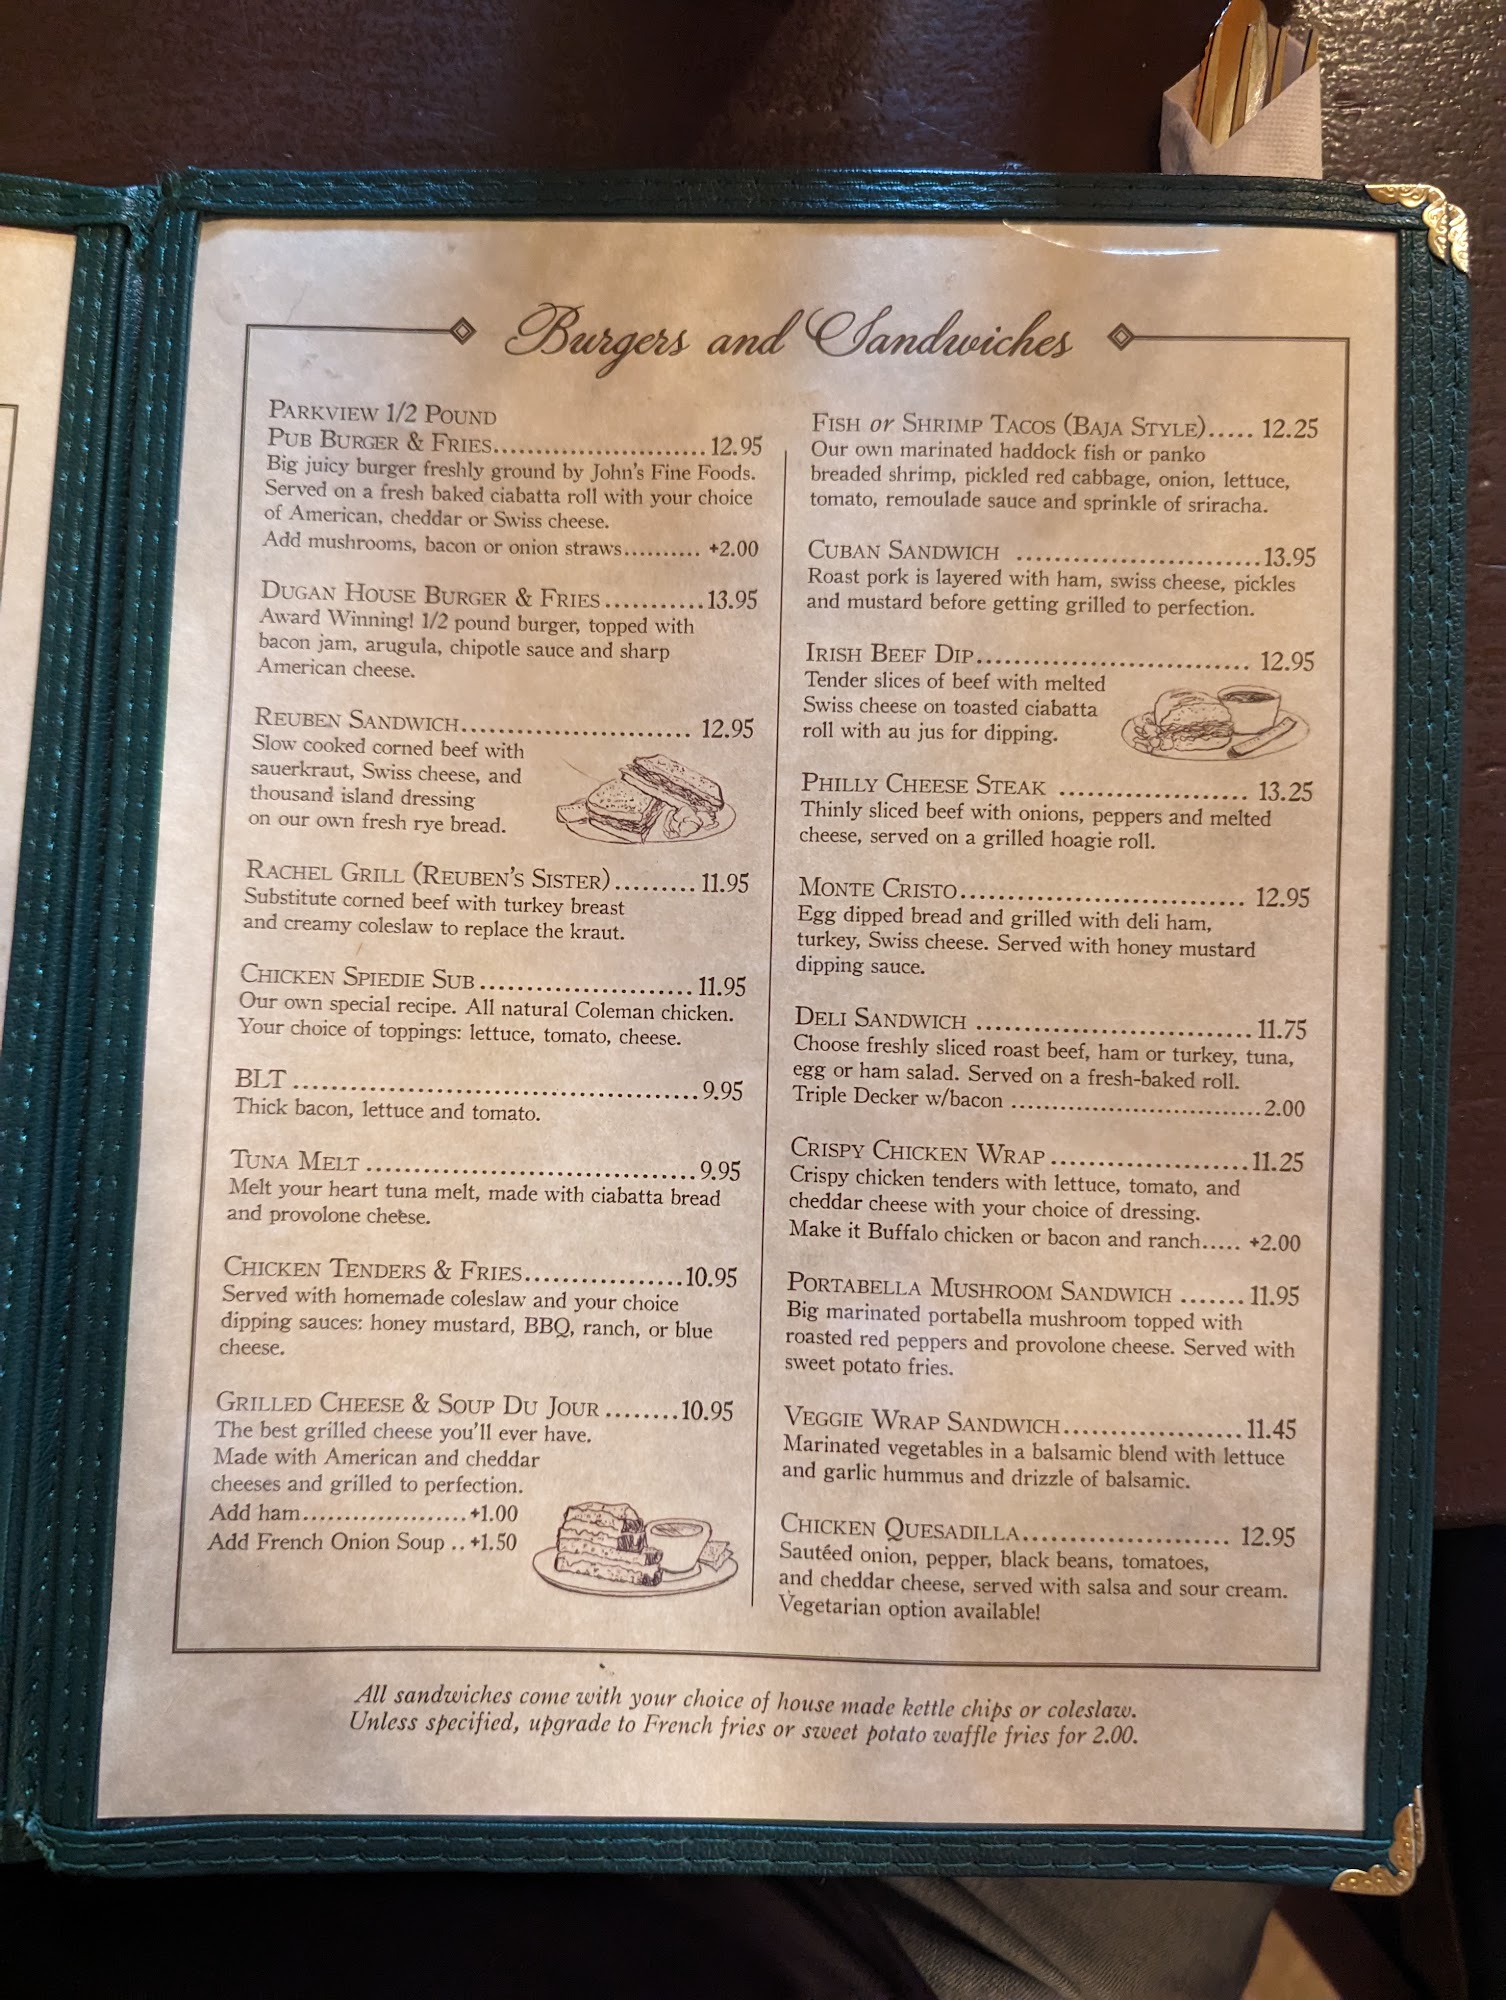 Burgers and Sandwiches
PARKVIEW 1/2 POUND
PUB BURGER & FRIES.........................12.95
Big juicy burger freshly ground by John's Fine Foods.
Served on a fresh baked ciabatta roll with your choice
of American, cheddar or Swiss cheese.
Add mushrooms, bacon or onion straws.......... +2.00
DUGAN HOUSE BURGER & FRIES...........13.95
Award Winning! 1/2 pound burger, topped with
bacon jam, arugula, chipotle sauce and sharp
American cheese.
REUBEN SANDWICH.......................... 12.95
Slow cooked corned beef with
sauerkraut, Swiss cheese, and
thousand island dressing
on our own fresh rye bread.
RACHEL GRILL (REUBEN'S SISTER).........11.95
Substitute corned beef with turkey breast
and creamy coleslaw to replace the kraut.
CHICKEN SPIEDIE SUB.......................11.95
Our own special recipe. All natural Coleman chicken.
Your choice of toppings: lettuce, tomato, cheese.
BLT ..........................................9.95
Thick bacon, lettuce and tomato.
TUNA MELT ..................................9.95
Melt your heart tuna melt, made with ciabatta bread
and provolone cheese.
CHICKEN TENDERS & FRIES.................10.95
Served with homemade coleslaw and your choice
dipping sauces: honey mustard, BBQ, ranch, or blue
cheese.
GRILLED CHEESE & SOUP DU JOUR ........10.95
The best grilled cheese you'll ever have.
Made with American and cheddar
cheeses and grilled to perfection.
Add ham.....................+1.00
Add French Onion Soup .. +1.50
FISH or SHRIMP TACOS (BAJA STYLE)..... 12.25
Our own marinated haddock fish or panko
breaded shrimp, pickled red cabbage, onion, lettuce,
tomato, remoulade sauce and sprinkle of sriracha.
CUBAN SANDWICH ...........................13.95
Roast pork is layered with ham, swiss cheese, pickles
and mustard before getting grilled to perfection.
IRISH BEEF DIP.............................. 12.95
Tender slices of beef with melted
Swiss cheese on toasted ciabatta
roll with au jus for dipping.
PHILLY CHEESE STEAK .................... 13.25
Thinly sliced beef with onions, peppers and melted
cheese, served on a grilled hoagie roll.
MONTE CRISTO................................ 12.95
Egg dipped bread and grilled with deli ham,
turkey, Swiss cheese. Served with honey mustard
dipping sauce.
DELI SANDWICH ..............................11.75
Choose freshly sliced roast beef, ham or turkey, tuna,
egg or ham salad. Served on a fresh-baked roll.
Triple Decker w/bacon .................................2.00
CRISPY CHICKEN WRAP.....................11.25
Crispy chicken tenders with lettuce, tomato, and
cheddar cheese with your choice of dressing.
Make it Buffalo chicken or bacon and ranch..... +2.00
PORTABELLA MUSHROOM SANDWICH .......11.95
Big marinated portabella mushroom topped with
roasted red peppers and provolone cheese. Served with
sweet potato fries.
VEGGIE WRAP SANDWICH...................11.45
Marinated vegetables in a balsamic blend with lettuce
and garlic hummus and drizzle of balsamic.
CHICKEN QUESADILLA...................... 12.95
Sautéed onion, pepper, black beans, tomatoes,
and cheddar cheese, served with salsa and sour cream.
Vegetarian option available!
All sandwiches come with your choice of house made kettle chips or coleslaw.
Unless specified, upgrade to French fries or sweet potato waffle fries for 2.00.